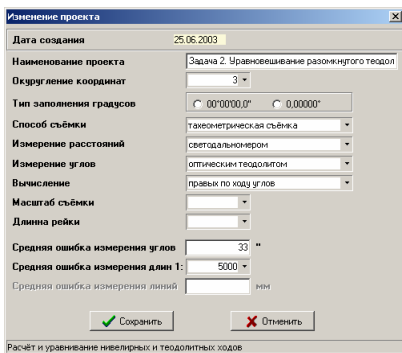 Изменение проекта
Дата создания 25.06.2003
Наименование проекта Задача 2. Уравновешивание разомкнутого теодол
Окуругление координат 3
Тип заполнения градусов 00°00'00,0" 0,00000°
Способ съёмки тахеометрическая съёмка
Измерение расстояний светодальномером
Измерение углов оптическим теодолитом
Вычисление правых по ходу углов
Масштаб съёмки
Длинна рейки
Средняя ошибка измерения углов 33 "
Средняя ошибка измерения длин 1: 5000
Средняя ошибка измерения линий мм
Сохранить Отменить
Расчёт и уравнивание нивелирных и теодолитных ходов